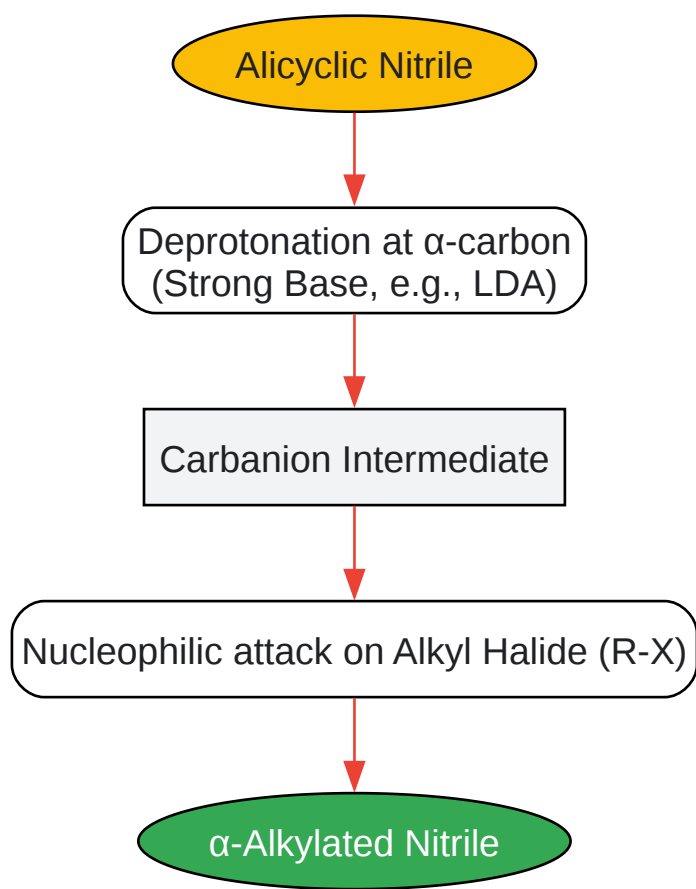 Alicyclic Nitrile
Deprotonation at α-carbon
(Strong Base, e.g., LDA)
Carbanion Intermediate
Nucleophilic attack on Alkyl Halide (R-X)
α-Alkylated Nitrile